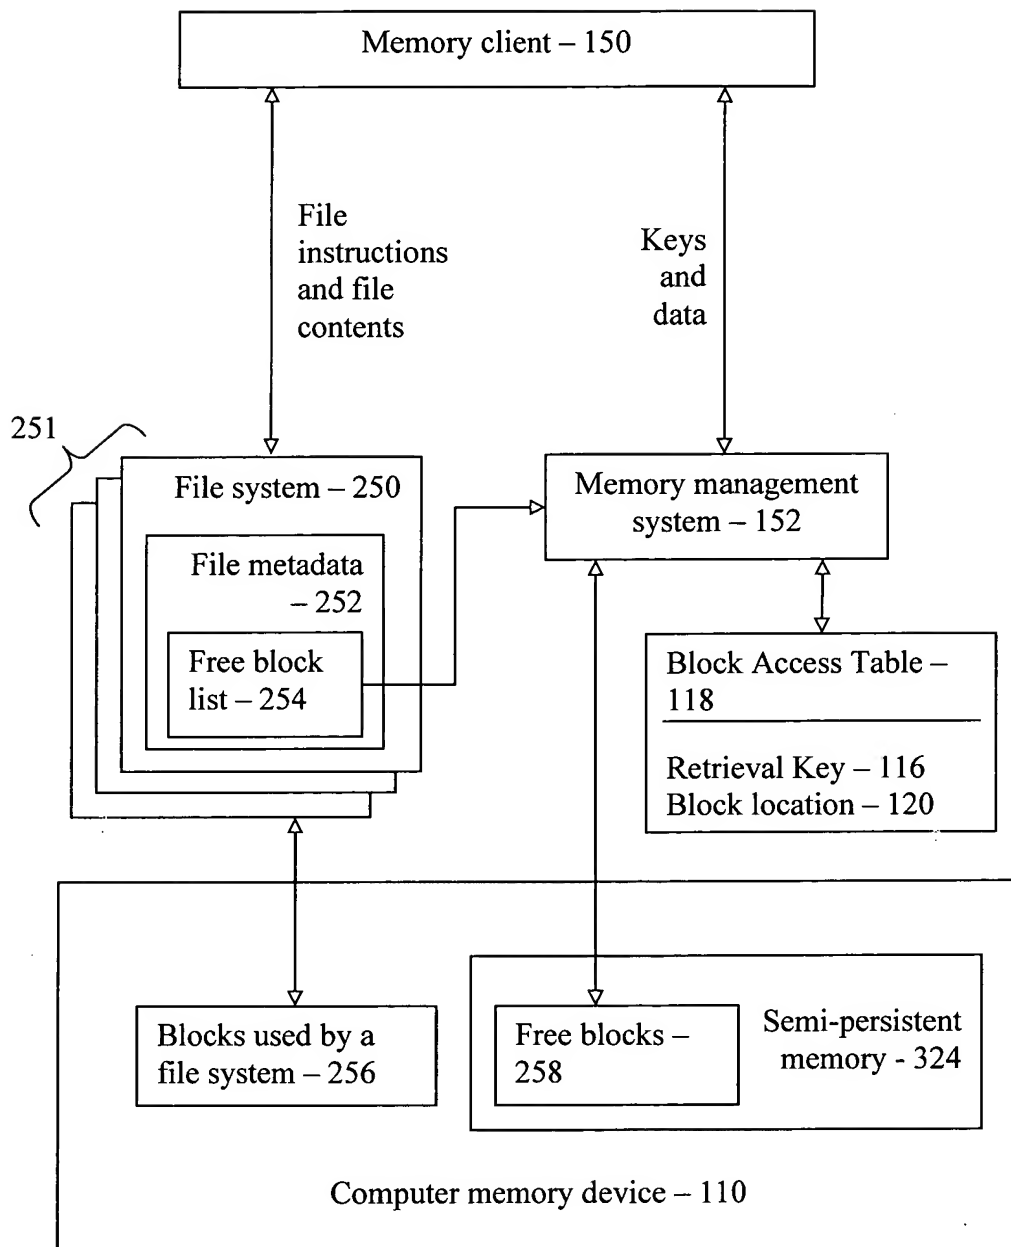 Memory client – 150
File
instructions
and file
contents
Keys
and
data
251
File system – 250
File metadata
– 252
Free block
list – 254
Memory management
system – 152
Block Access Table –
118
Retrieval Key – 116
Block location – 120
Blocks used by a
file system – 256
Free blocks –
258
Semi-persistent
memory - 324
Computer memory device – 110